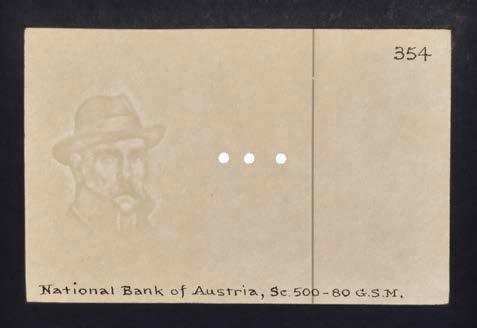 354
National Bank of Austria, Sc. 500-80 G.S.M.